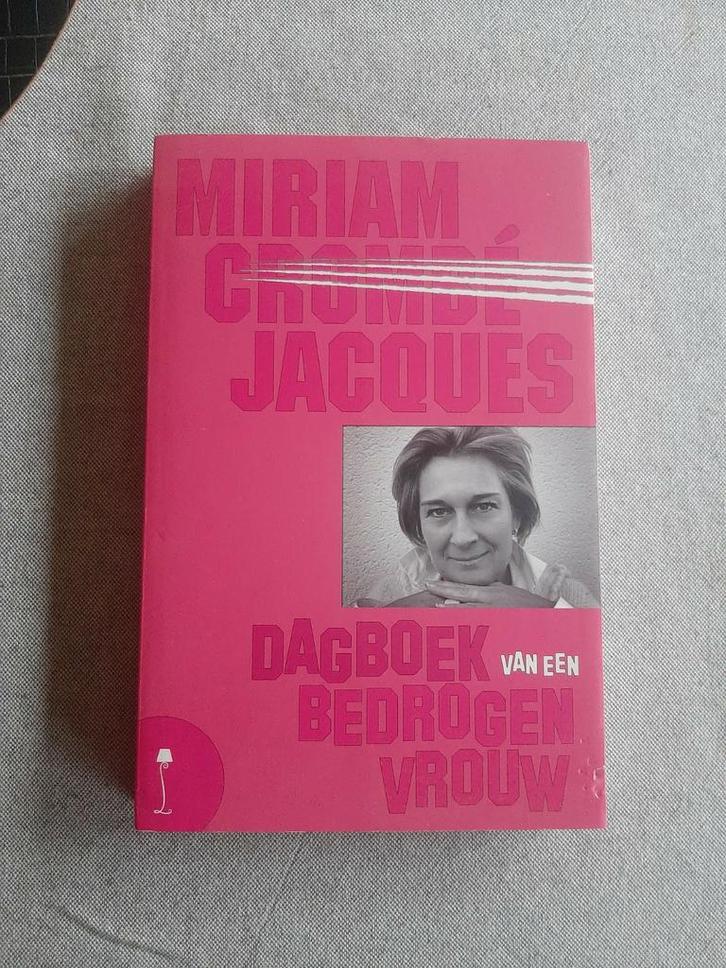 MIRIAM
CROMBÉ
JACQUES
DAGBOEK VAN EEN
BEDROGEN
VROUW